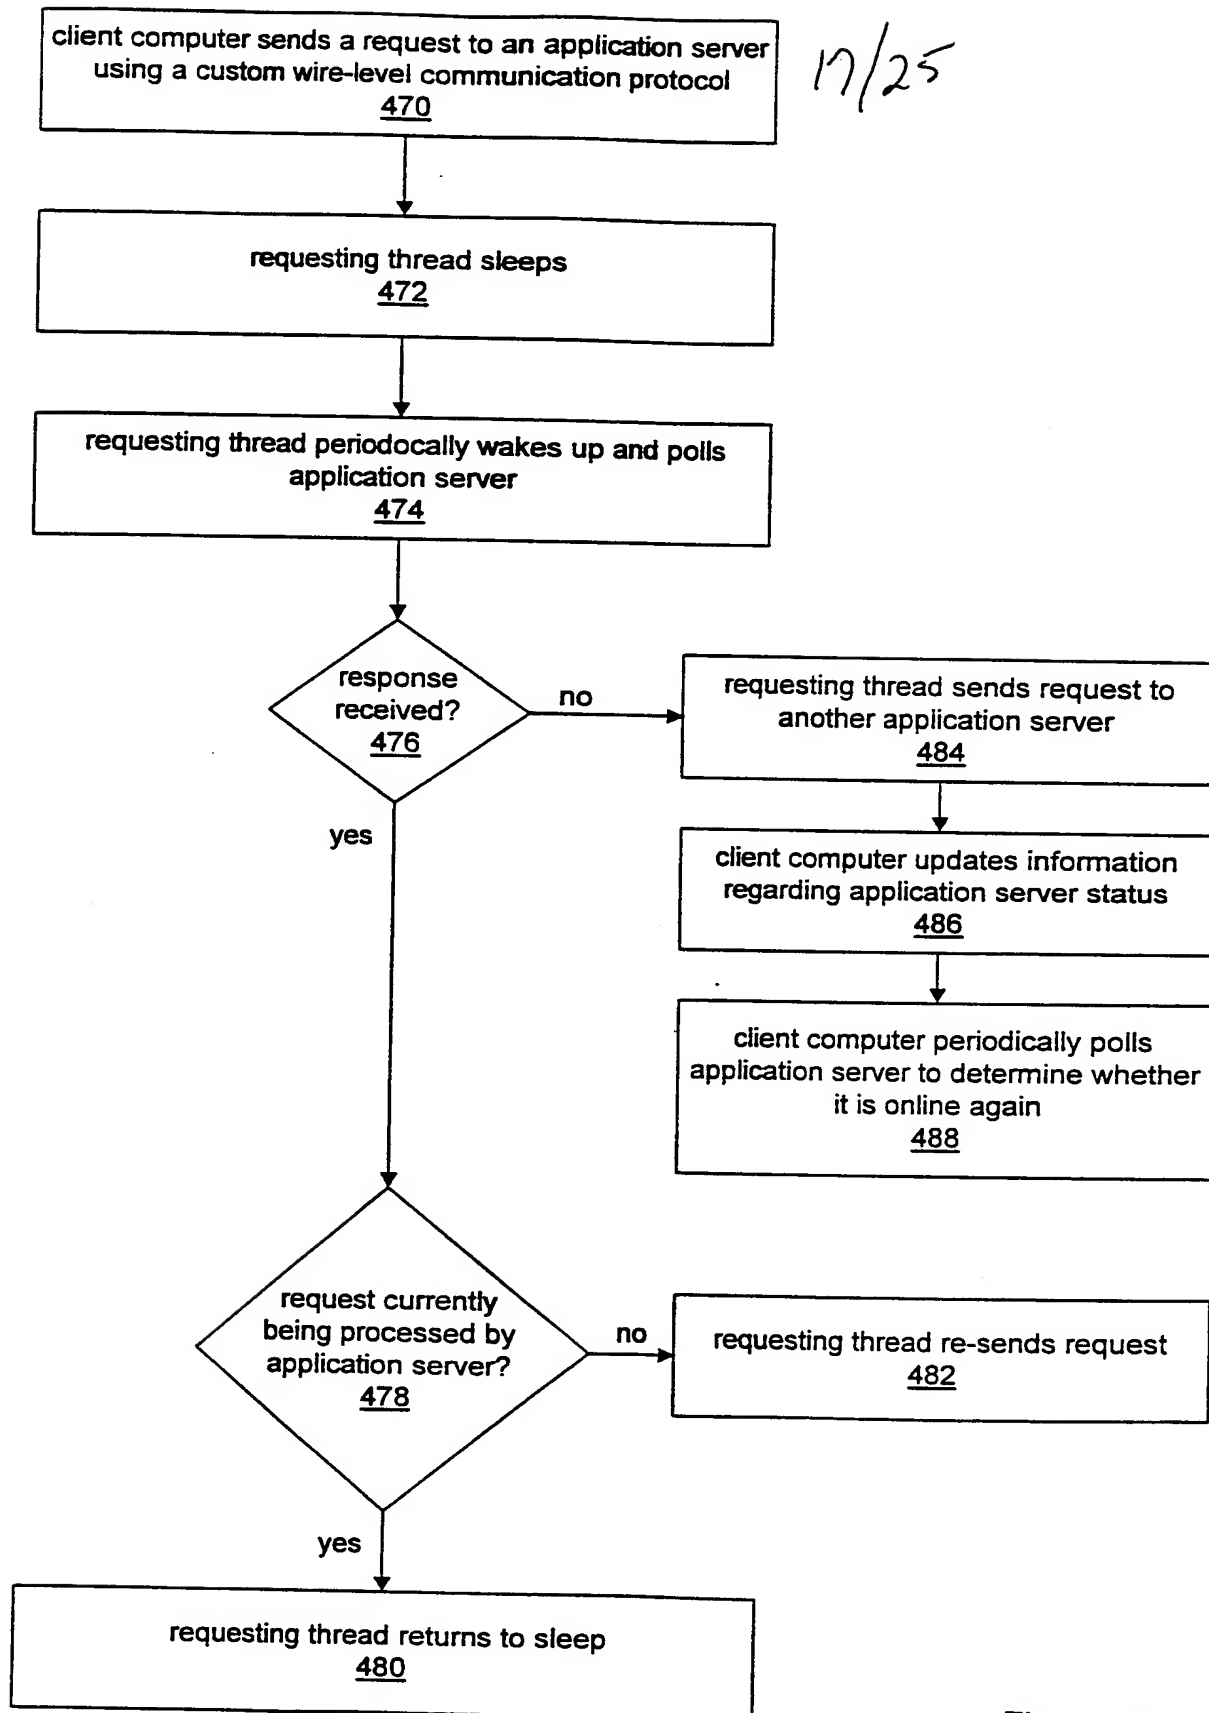 client computer sends a request to an application server
using a custom wire-level communication protocol
470
17/25
requesting thread sleeps
472
requesting thread periodocally wakes up and polls
application server
474
response
received?
476
no
requesting thread sends request to
another application server
484
yes
client computer updates information
regarding application server status
486
client computer periodically polls
application server to determine whether
it is online again
488
request currently
being processed by
application server?
478
no
requesting thread re-sends request
482
yes
requesting thread returns to sleep
480